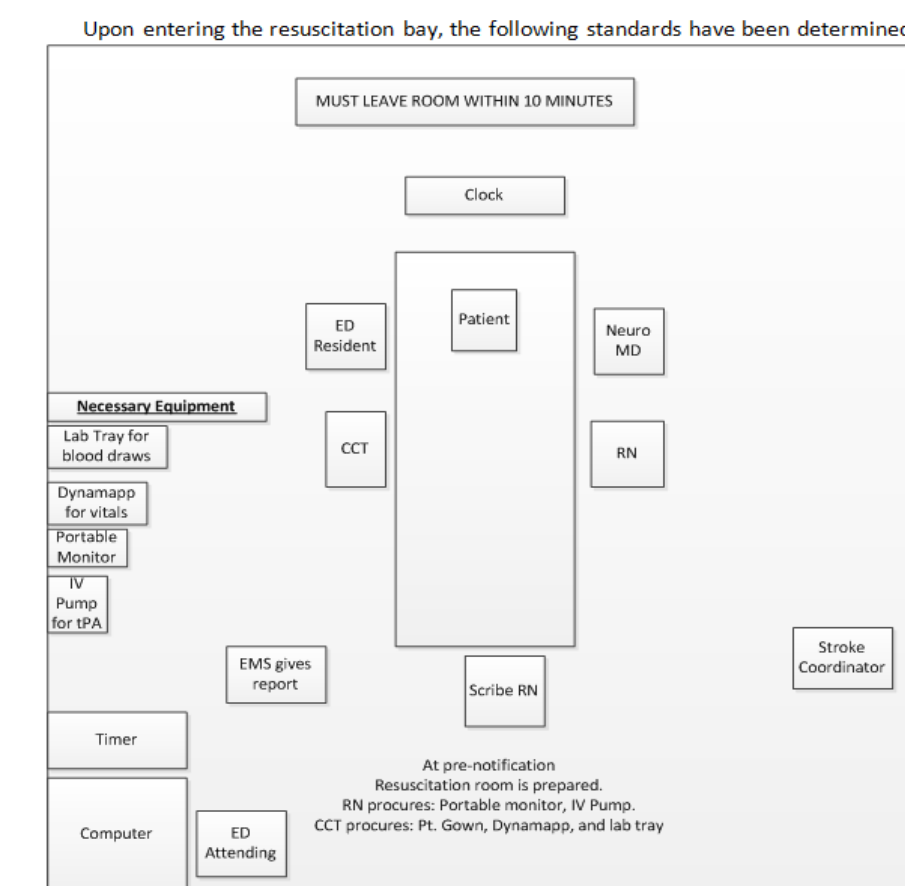 Upon entering the resuscitation bay, the following standards have been determined
MUST LEAVE ROOM WITHIN 10 MINUTES
Clock
Patient
ED
Resident
Neuro
MD
Necessary Equipment
Lab Tray for
blood draws
CCT
RN
Dynamapp
for vitals
Portable
Monitor
IV
Pump
for tPA
EMS gives
report
Scribe RN
Stroke
Coordinator
Timer
At pre-notification
Resuscitation room is prepared.
RN procures: Portable monitor, IV Pump.
CCT procures: Pt. Gown, Dynamapp, and lab tray
Computer
ED
Attending